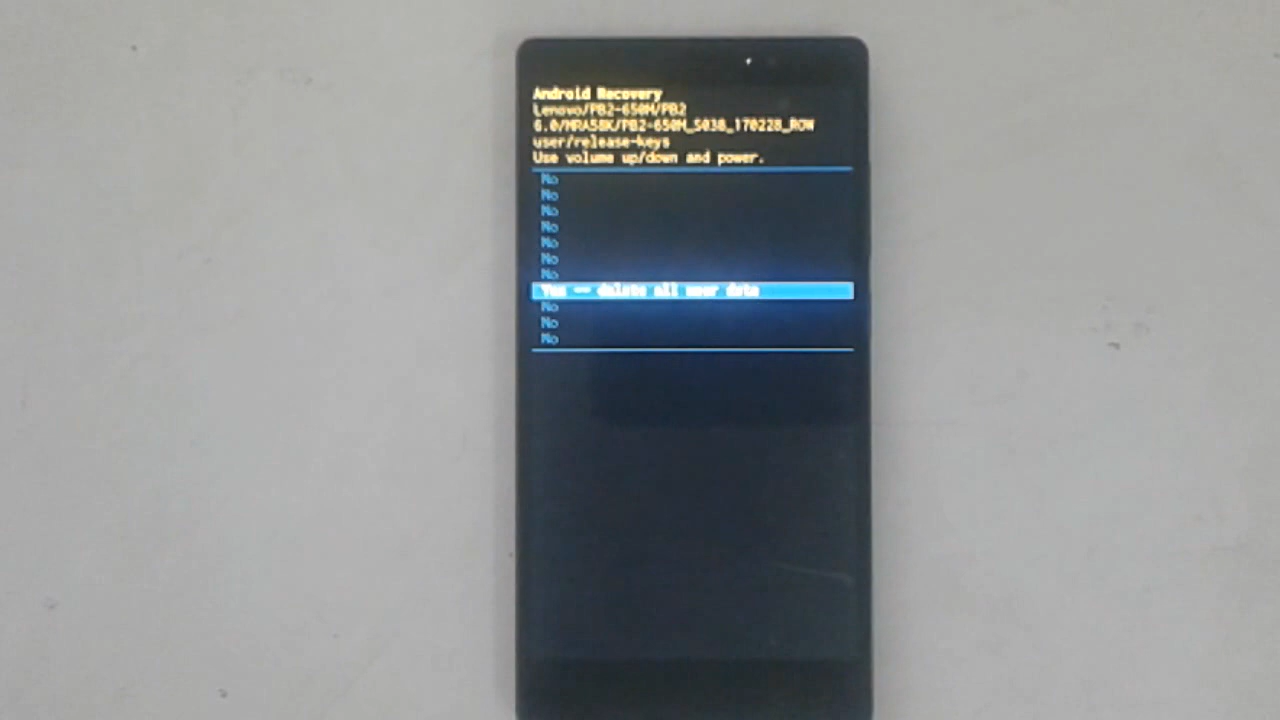 Android Recovery
Lenovo/PB2-650M/PB2
6.0/MRA58K/PB2-650M_S038_170228_ROW
user/release-keys
Use volume up/down and power.
No
No
No
No
No
No
No
Yes -- delete all user data
No
No
No